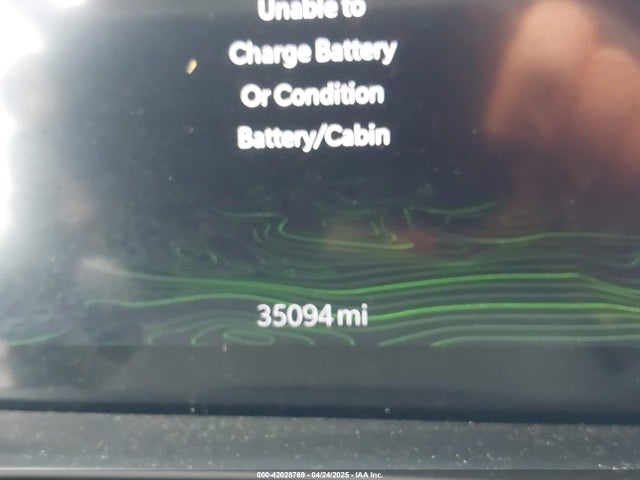 Unable to
Charge Battery
Or Condition
Battery/Cabin
35094 mi
000-42028769 - 04/24/2025 - IAA Inc.